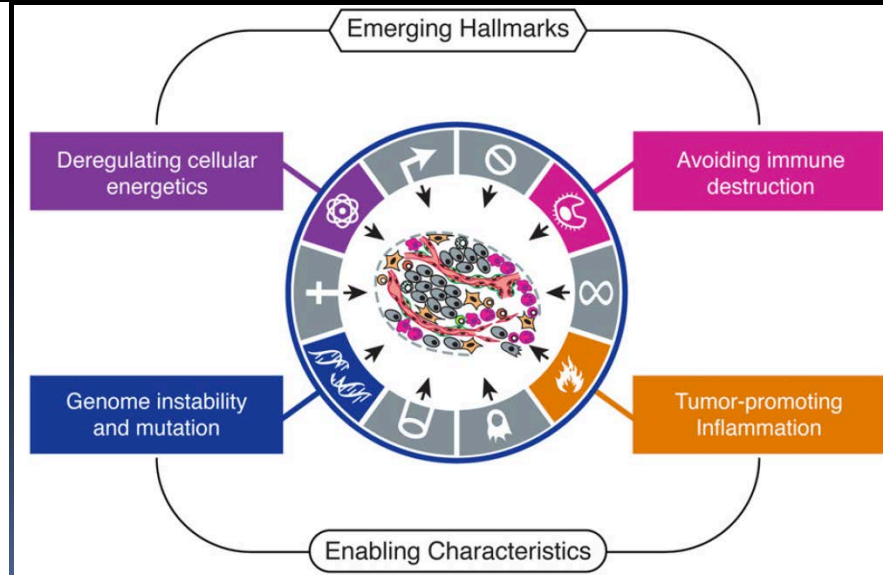 Emerging Hallmarks
Deregulating cellular
energetics
Avoiding immune
destruction
Genome instability
and mutation
Tumor-promoting
Inflammation
Enabling Characteristics